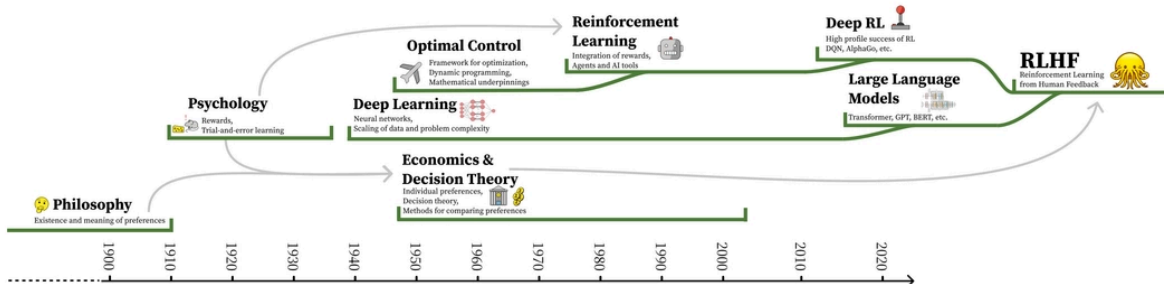 Philosophy
Existence and meaning of preferences
Psychology
Rewards,
Trial-and-error learning
Optimal Control
Framework for optimization,
Dynamic programming,
Mathematical underpinnings
Deep Learning
Neural networks,
Scaling of data and problem complexity
Economics &
Decision Theory
Individual preferences,
Decision theory,
Methods for comparing preferences
Reinforcement
Learning
Integration of rewards,
Agents and AI tools
Deep RL
High profile success of RL
DQN, AlphaGo, etc.
Large Language
Models
Transformer, GPT, BERT, etc.
RLHF
Reinforcement Learning
from Human Feedback
1900
1910
1920
1930
1940
1950
1960
1970
1980
1990
2000
2010
2020